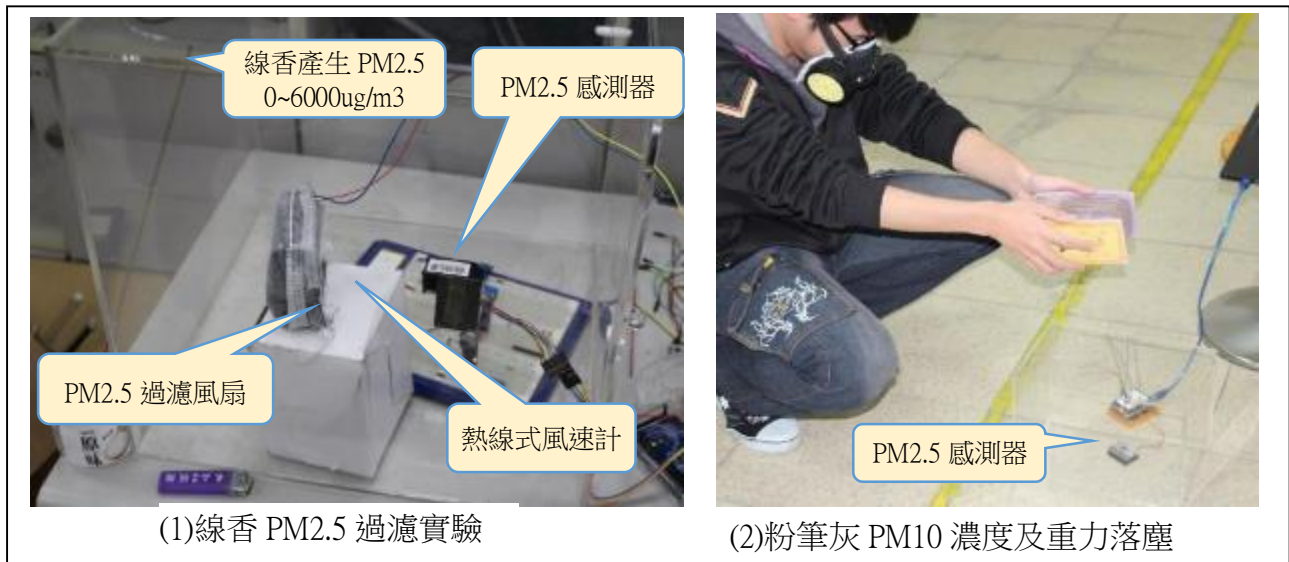 線香產生 PM2.5
0~6000ug/m3
PM2.5 感測器
PM2.5 過濾風扇
熱線式風速計
原味
(1)線香 PM2.5 過濾實驗
PM2.5 感測器
(2)粉筆灰 PM10 濃度及重力落塵